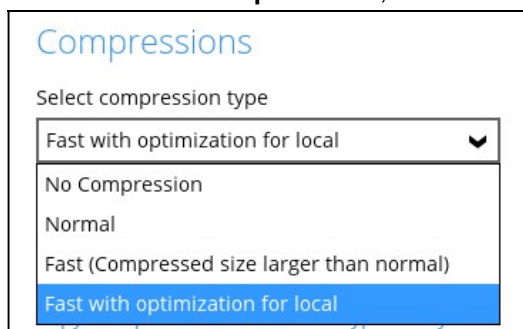 Compressions
Select compression type
Fast with optimization for local
No Compression
Normal
Fast (Compressed size larger than normal)
Fast with optimization for local